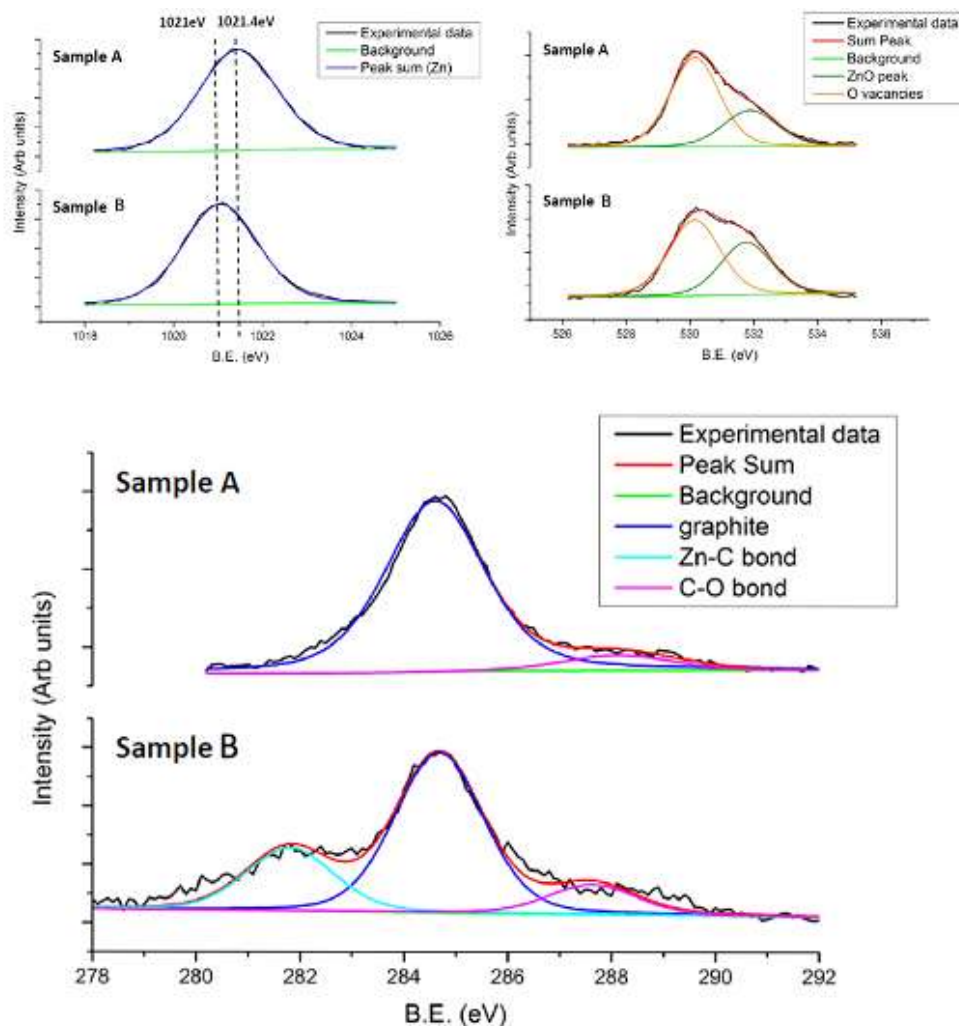 1021eV 1021.4eV
Sample A
Experimental data
Background
Peak sum (Zn)
Sample B
Intensity (Arb units)
1018 1020 1022 1024 1026
B.E. (eV)
Sample A
Experimental data
Sum Peak
Background
ZnO peak
O vacancies
Sample B
Intensity (Arb units)
526 528 530 532 534 536
B.E. (eV)
Sample A
Experimental data
Peak Sum
Background
graphite
Zn-C bond
C-O bond
Sample B
Intensity (Arb units)
278 280 282 284 286 288 290 292
B.E. (eV)